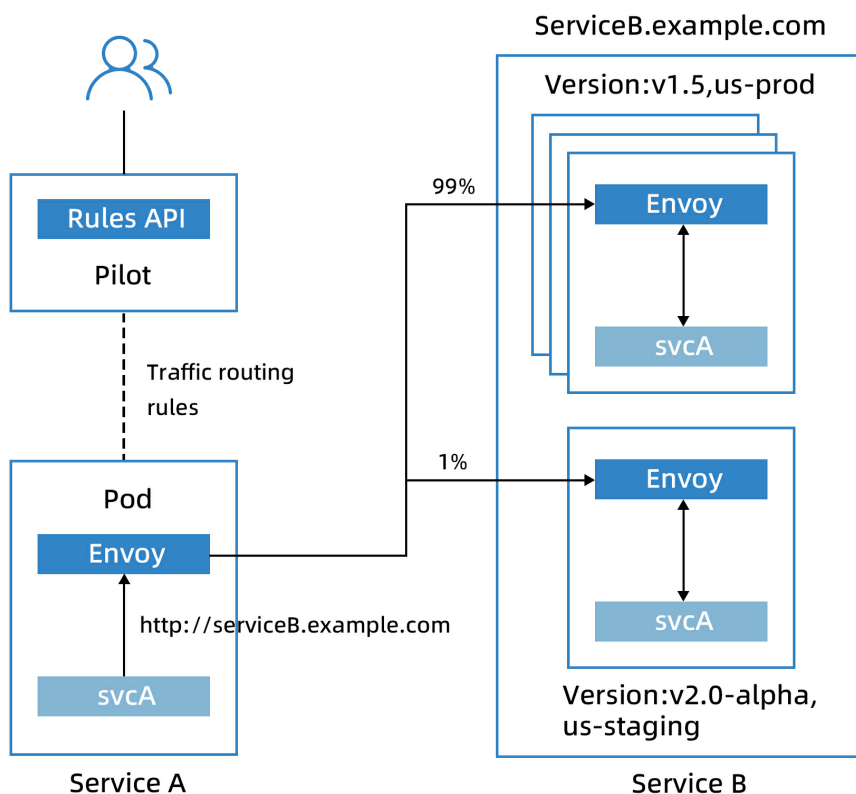 ServiceB.example.com
Version:v1.5,us-prod
Rules API
Pilot
99%
Envoy
svcA
Traffic routing
rules
1%
Envoy
svcA
Pod
Envoy
http://serviceB.example.com
svcA
Version:v2.0-alpha,
us-staging
Service A
Service B